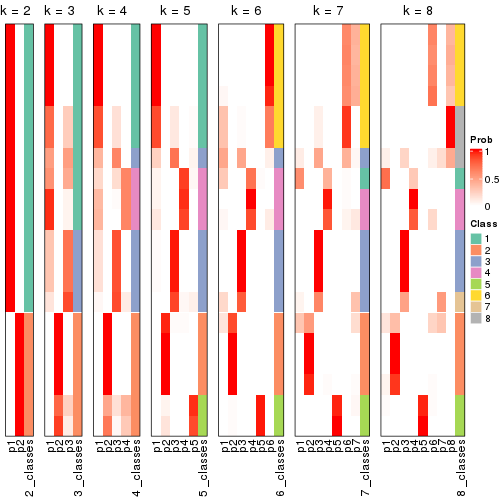 k = 2 k = 3 k = 4 k = 5 k = 6 k = 7 k = 8
Prob
1
0.5
0
Class
1
2
3
4
5
6
7
8
p1 p2 2_classes
p1 p2 p3 3_classes
p1 p2 p3 p4 4_classes
p1 p2 p3 p4 p5 5_classes
p1 p2 p3 p4 p5 p6 6_classes
p1 p2 p3 p4 p5 p6 p7 7_classes
p1 p2 p3 p4 p5 p6 p7 p8 8_classes